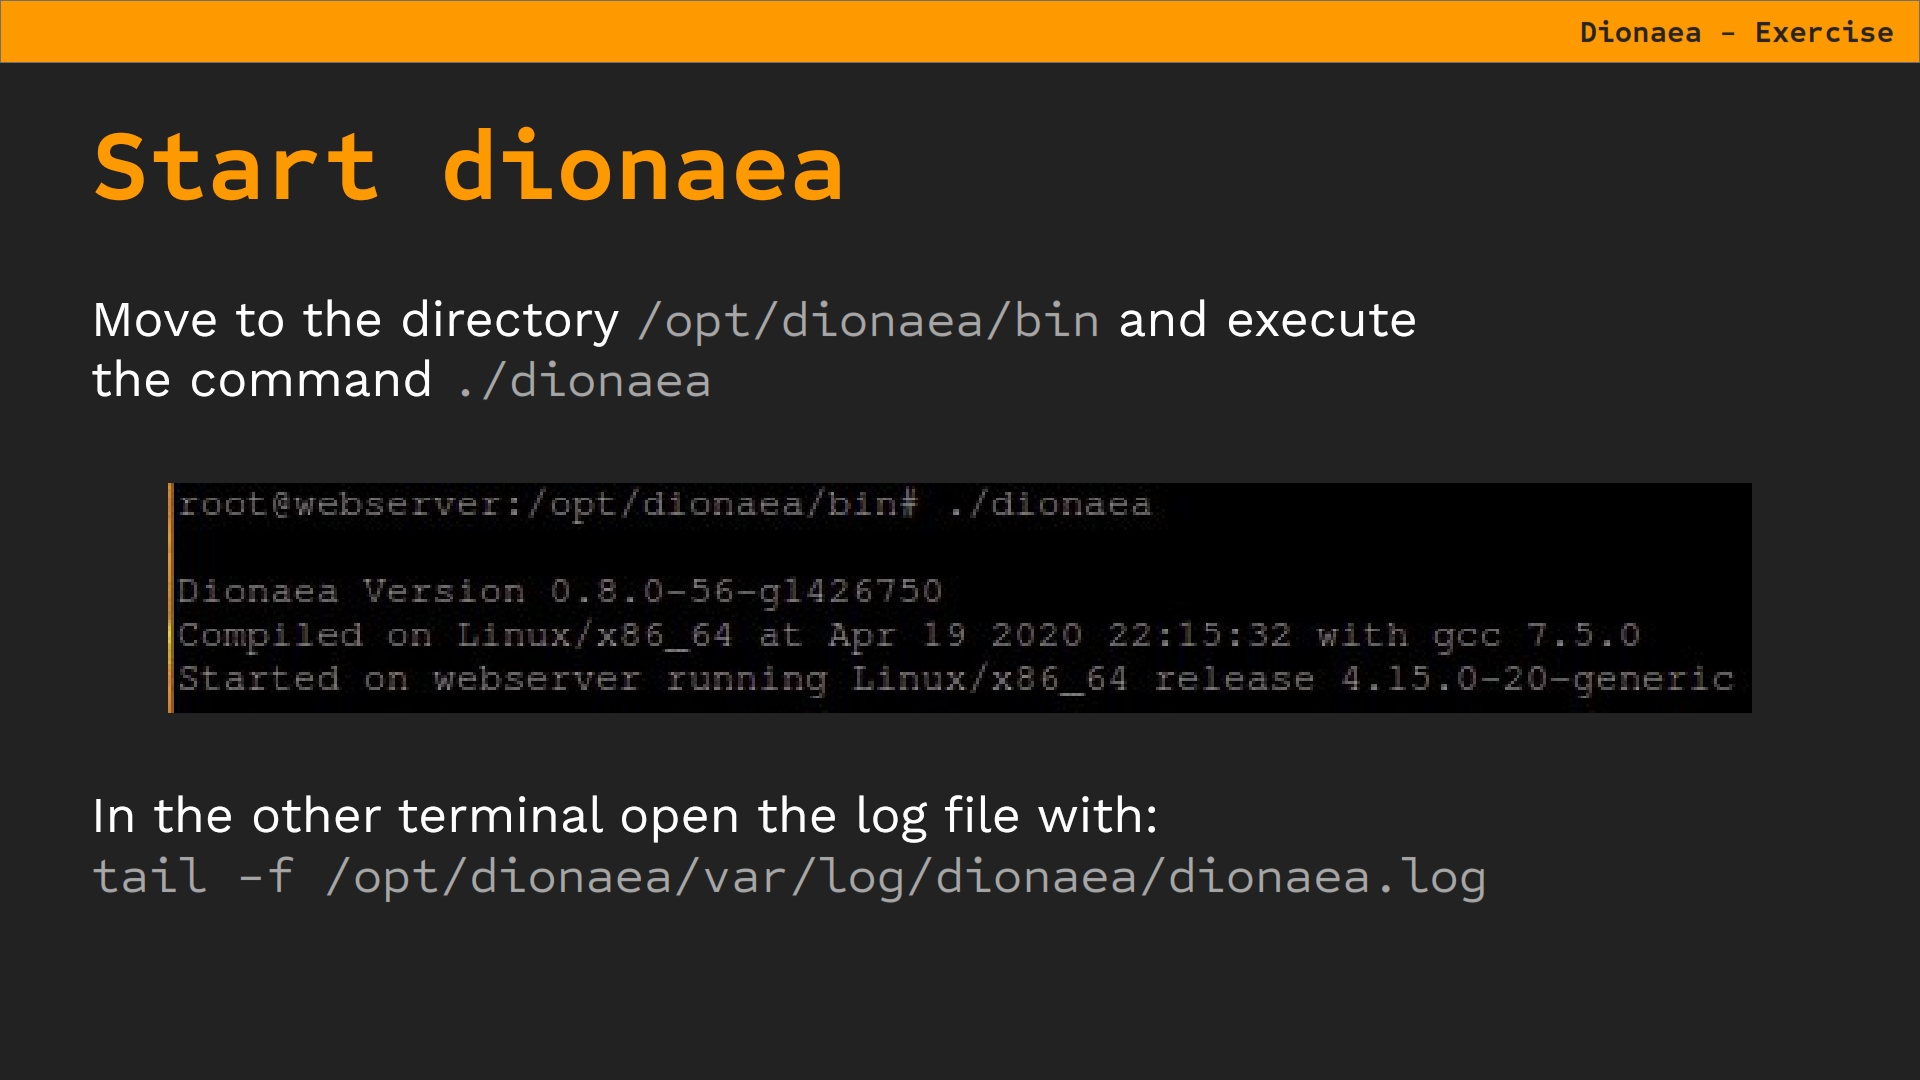 Dionaea - Exercise
Start dionaea
Move to the directory /opt/dionaea/bin and execute
the command ./dionaea
root@webserver:/opt/dionaea/bin# ./dionaea
Dionaea Version 0.8.0-56-g1426750
Compiled on Linux/x86_64 at Apr 19 2020 22:15:32 with gcc 7.5.0
Started on webserver running Linux/x86_64 release 4.15.0-20-generic
In the other terminal open the log file with:
tail -f /opt/dionaea/var/log/dionaea/dionaea.log